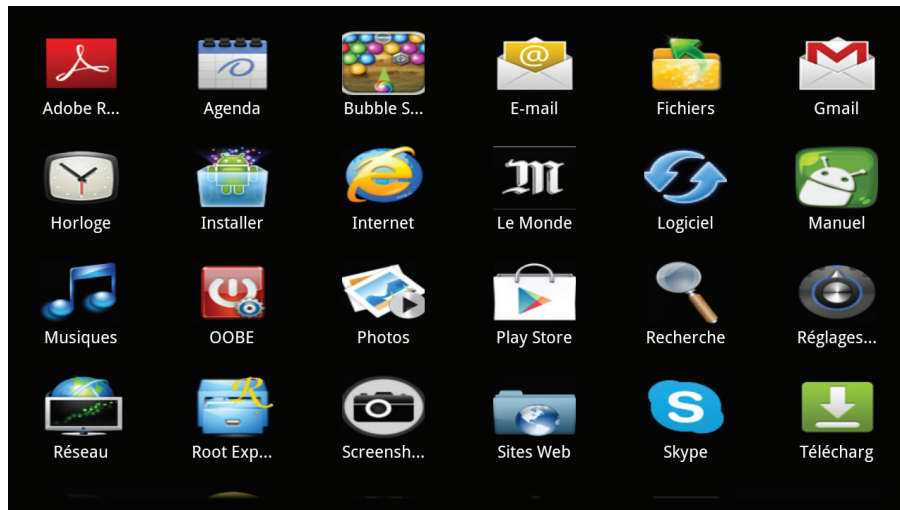 Adobe R... Agenda Bubble S... E-mail Fichiers Gmail
Horloge Installer Internet Le Monde Logiciel Manuel
Musiques OOBE Photos Play Store Recherche Réglages...
Réseau Root Exp... Screensh... Sites Web Skype Télécharg